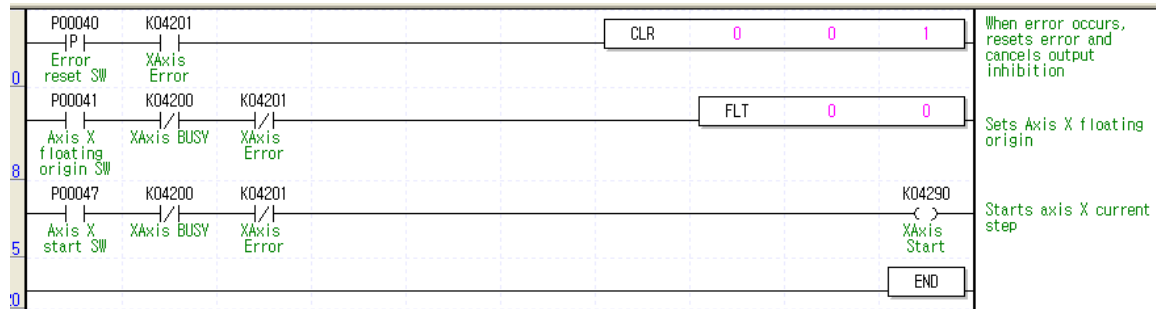 P00040 K04201
P
CLR 0 0 1
When error occurs,
resets error and
cancels output
inhibition
Error XAxis
0 reset SW Error
P00041 K04200 K04201
FLT 0 0
Sets Axis X floating
origin
Axis X XAxis BUSY XAxis
floating Error
8 origin SW
P00047 K04200 K04201 K04290
Starts axis X current
step
Axis X XAxis BUSY XAxis XAxis
5 start SW Error Start
END
20